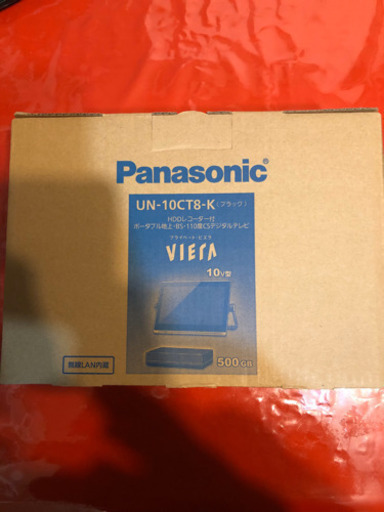 Panasonic
UN-10CT8-K(ブラック)
HDDレコーダー付
ポータブル地上・BS・110度CSデジタルテレビ
プライベート・ビエラ
VIERA
10V型
500GB
無線LAN内蔵